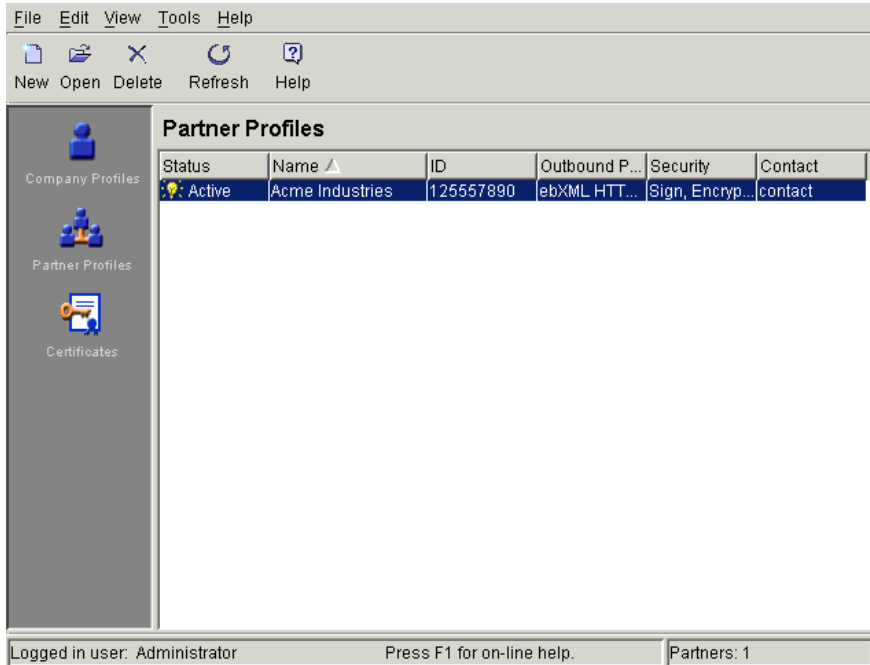 File Edit View Tools Help
New Open Delete Refresh Help
Partner Profiles
Status Name ID Outbound P... Security Contact
Active Acme Industries 125557890 ebXML HTT... Sign, Encryp... contact
Company Profiles
Partner Profiles
Certificates
Logged in user: Administrator Press F1 for on-line help. Partners: 1